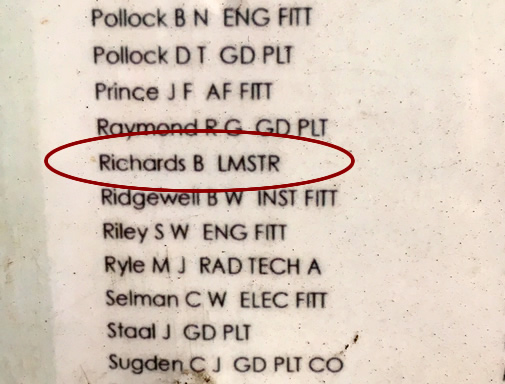 Pollock B N ENG FITT
Pollock D T GD PLT
Prince J F AF FITT
Raymond R G GD PLT
Richards B LMSTR
Ridgewell B W INST FITT
Riley S W ENG FITT
Ryle M J RAD TECH A
Selman C W ELEC FITT
Staal J GD PLT
Sugden C J GD PLT CO